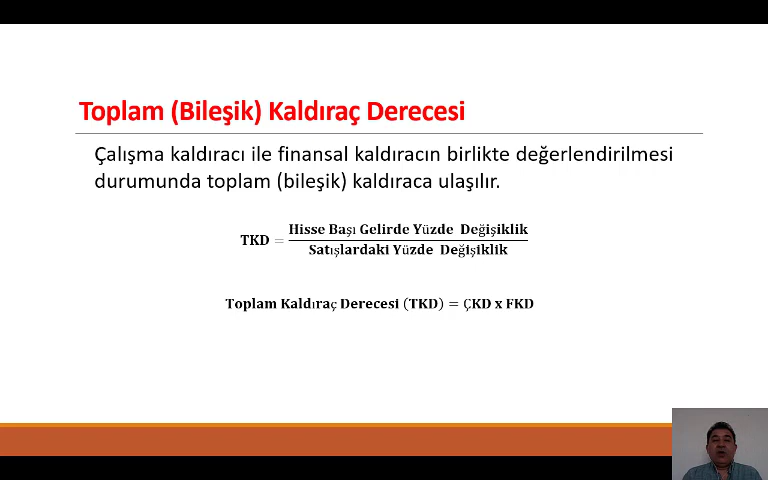 Toplam (Bileşik) Kaldıraç Derecesi
Çalışma kaldıracı ile finansal kaldıracın birlikte değerlendirilmesi
durumunda toplam (bileşik) kaldıraca ulaşılır.
TKD = Hisse Başı Gelirde Yüzde Değişiklik
Satışlardaki Yüzde Değişiklik
Toplam Kaldıraç Derecesi (TKD) = ÇKD x FKD